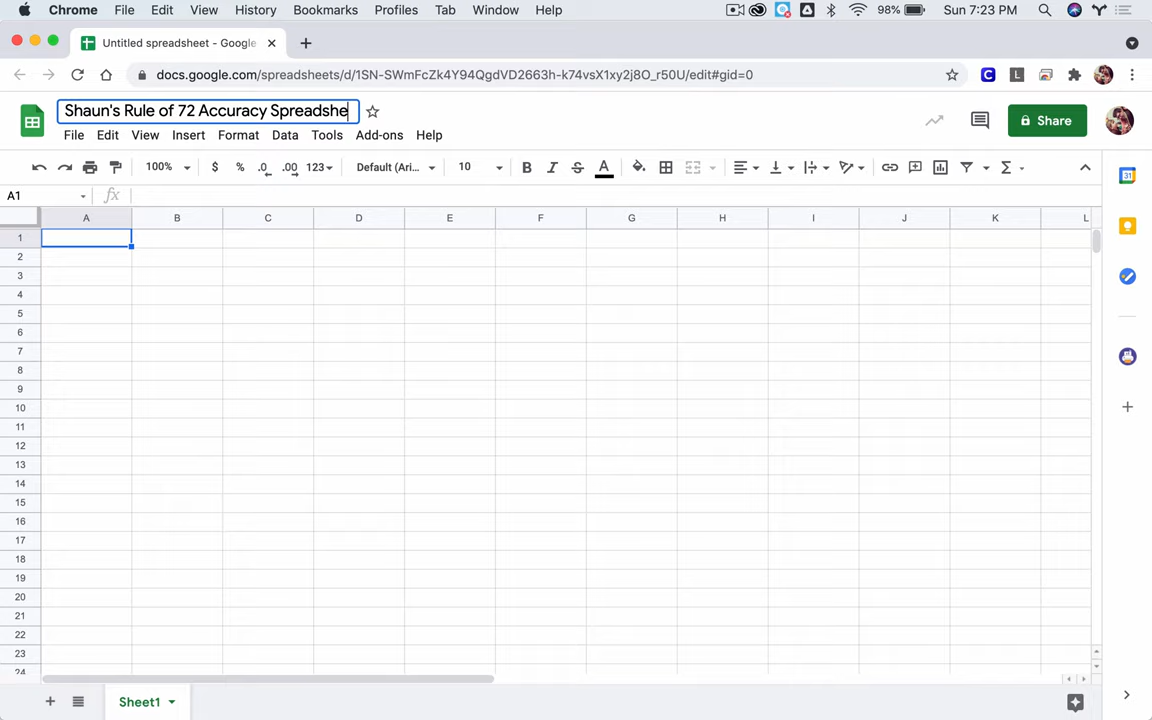 Chrome File Edit View History Bookmarks Profiles Tab Window Help 98% Sun 7:23 PM
Untitled spreadsheet - Google
docs.google.com/spreadsheets/d/1SN-SWmFcZk4Y94QgdVD2663h-k74vsX1xy2j8O_r50U/edit#gid=0
Shaun's Rule of 72 Accuracy Spreadshe
File Edit View Insert Format Data Tools Add-ons Help
Share
100% $ % .0 .00 123 Default (Ari... 10 B I S A
A1 fx
A B C D E F G H I J K L
1
2
3
4
5
6
7
8
9
10
11
12
13
14
15
16
17
18
19
20
21
22
23
24
Sheet1